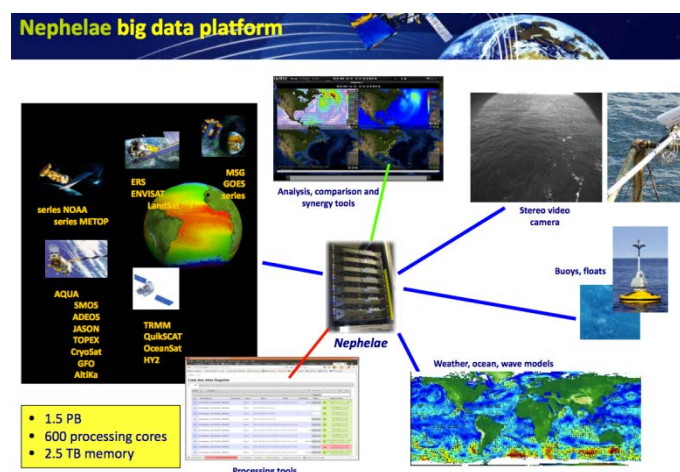 Nephelae big data platform
MSG
GOES
series
ERS
ENVISAT
LandSat
series NOAA
series METOP
AQUA
SMOS
ADEOS
JASON
TOPEX
CryoSat
GFO
AltiKa
TRMM
QuikSCAT
OceanSat
HY2
Analysis, comparison and
synergy tools
Stereo video
camera
Buoys, floats
Nephelae
Weather, ocean, wave models
Processing tools
• 1.5 PB
• 600 processing cores
• 2.5 TB memory